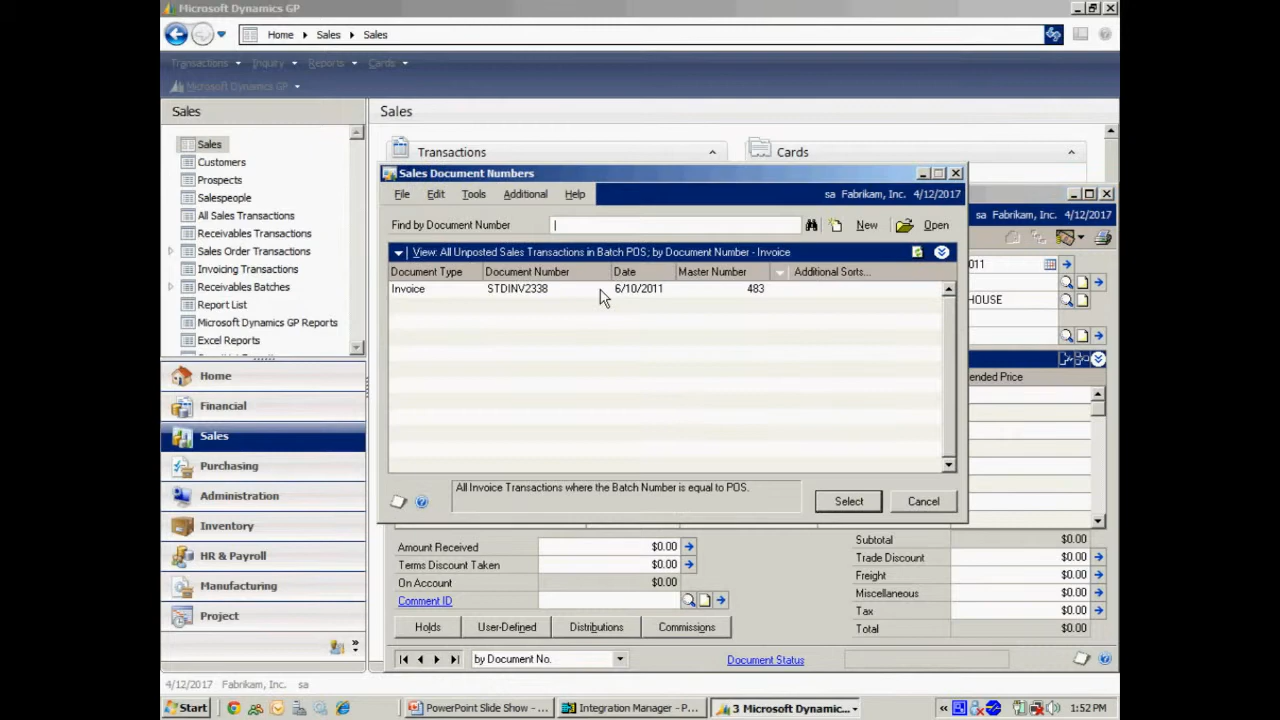 Microsoft Dynamics GP
Home Sales Sales
Transactions Inquiry Reports Cards
Microsoft Dynamics GP
Sales
Sales
Sales
Customers
Prospects
Salespeople
All Sales Transactions
Receivables Transactions
Sales Order Transactions
Invoicing Transactions
Receivables Batches
Report List
Microsoft Dynamics GP Reports
Excel Reports
Home
Financial
Sales
Purchasing
Administration
Inventory
HR & Payroll
Manufacturing
Project
Transactions
Cards
Sales Document Numbers
File Edit Tools Additional Help
sa Fabrikam, Inc. 4/12/2017
Find by Document Number
New Open
View: All Unposted Sales Transactions in Batch POS; by Document Number - Invoice
Document Type Document Number Date Master Number Additional Sorts...
Invoice STDINV2338 6/10/2011 483
All Invoice Transactions where the Batch Number is equal to POS.
Select Cancel
sa Fabrikam, Inc. 4/12/2017
011
HOUSE
ended Price
Amount Received $0.00
Terms Discount Taken $0.00
On Account $0.00
Comment ID
Subtotal $0.00
Trade Discount $0.00
Freight $0.00
Miscellaneous $0.00
Tax $0.00
Total $0.00
Holds User-Defined Distributions Commissions
by Document No.
Document Status
4/12/2017 Fabrikam, Inc. sa
Start
PowerPoint Slide Show - ...
Integration Manager - P...
3 Microsoft Dynamic...
1:52 PM